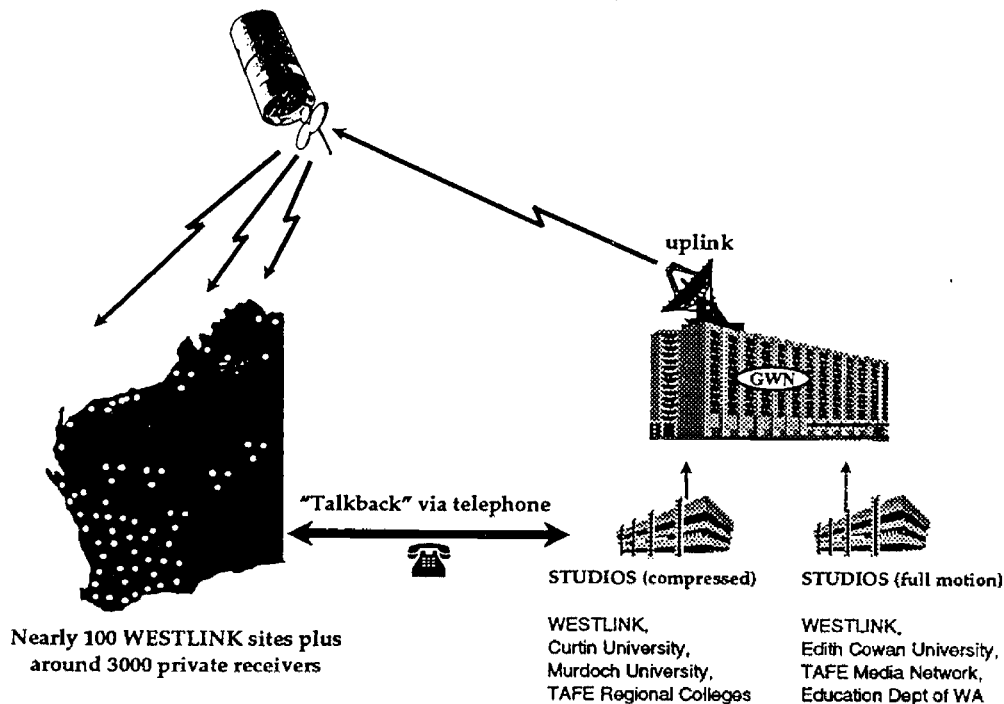 uplink
GWN
"Talkback" via telephone
STUDIOS (compressed)
STUDIOS (full motion)
Nearly 100 WESTLINK sites plus
around 3000 private receivers
WESTLINK,
Curtin University,
Murdoch University,
TAFE Regional Colleges
WESTLINK,
Edith Cowan University,
TAFE Media Network,
Education Dept of WA